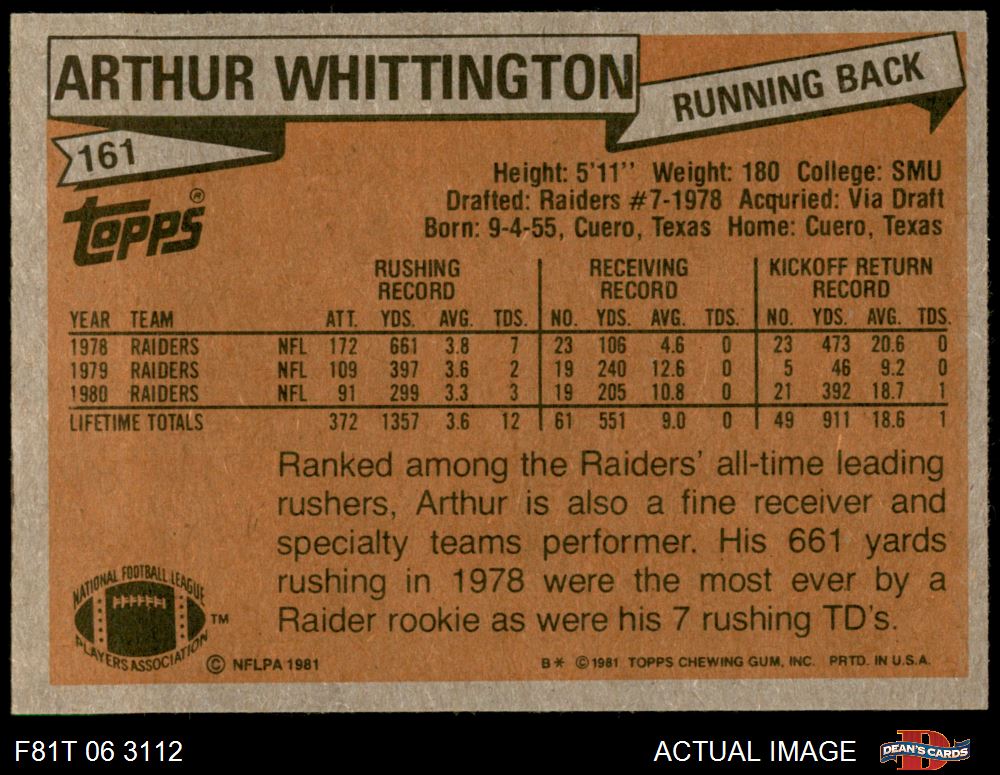 ARTHUR WHITTINGTON
RUNNING BACK
161
TOPPS ®
Height: 5'11'' Weight: 180 College: SMU
Drafted: Raiders #7-1978 Acquried: Via Draft
Born: 9-4-55, Cuero, Texas Home: Cuero, Texas
RUSHING RECORD RECEIVING RECORD KICKOFF RETURN RECORD
YEAR TEAM ATT. YDS. AVG. TDS. NO. YDS. AVG. TDS. NO. YDS. AVG. TDS.
1978 RAIDERS NFL 172 661 3.8 7 23 106 4.6 0 23 473 20.6 0
1979 RAIDERS NFL 109 397 3.6 2 19 240 12.6 0 5 46 9.2 0
1980 RAIDERS NFL 91 299 3.3 3 19 205 10.8 0 21 392 18.7 1
LIFETIME TOTALS 372 1357 3.6 12 61 551 9.0 0 49 911 18.6 1
Ranked among the Raiders' all-time leading
rushers, Arthur is also a fine receiver and
specialty teams performer. His 661 yards
rushing in 1978 were the most ever by a
Raider rookie as were his 7 rushing TD's.
NATIONAL FOOTBALL LEAGUE
PLAYERS ASSOCIATION
TM
© NFLPA 1981
B* ©1981 TOPPS CHEWING GUM, INC. PRTD. IN U.S.A.
F81T 06 3112
ACTUAL IMAGE
D
DEAN'S CARDS